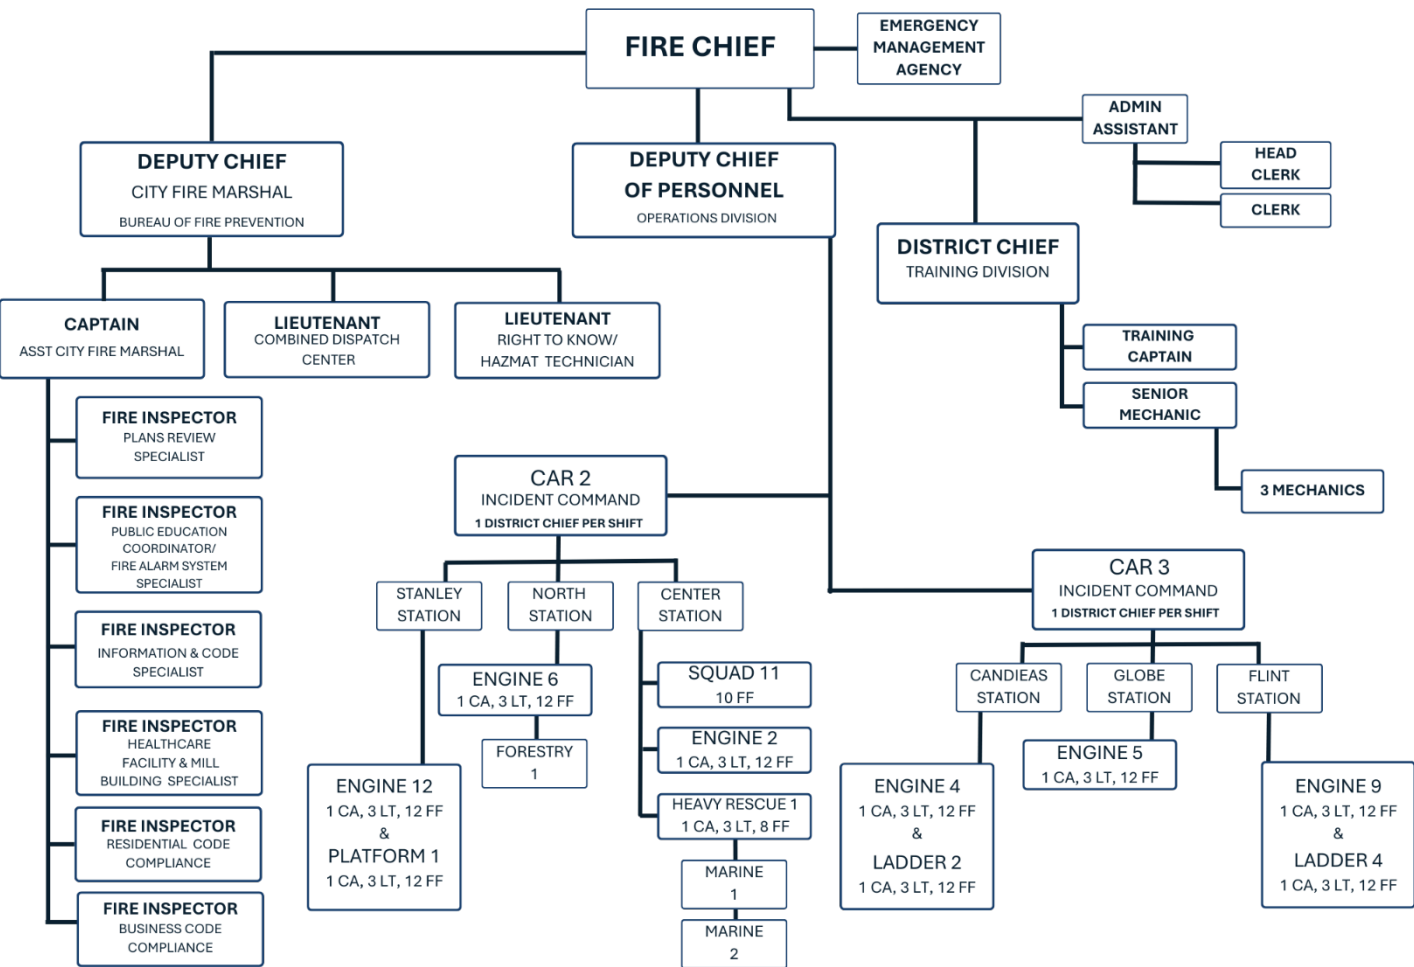 FIRE CHIEF
EMERGENCY
MANAGEMENT
AGENCY
ADMIN
ASSISTANT
HEAD
CLERK
CLERK
DEPUTY CHIEF
CITY FIRE MARSHAL
BUREAU OF FIRE PREVENTION
DEPUTY CHIEF
OF PERSONNEL
OPERATIONS DIVISION
DISTRICT CHIEF
TRAINING DIVISION
CAPTAIN
ASST CITY FIRE MARSHAL
LIEUTENANT
COMBINED DISPATCH
CENTER
LIEUTENANT
RIGHT TO KNOW/
HAZMAT TECHNICIAN
TRAINING
CAPTAIN
SENIOR
MECHANIC
3 MECHANICS
FIRE INSPECTOR
PLANS REVIEW
SPECIALIST
FIRE INSPECTOR
PUBLIC EDUCATION
COORDINATOR/
FIRE ALARM SYSTEM
SPECIALIST
FIRE INSPECTOR
INFORMATION & CODE
SPECIALIST
FIRE INSPECTOR
HEALTHCARE
FACILITY & MILL
BUILDING SPECIALIST
FIRE INSPECTOR
RESIDENTIAL CODE
COMPLIANCE
FIRE INSPECTOR
BUSINESS CODE
COMPLIANCE
CAR 2
INCIDENT COMMAND
1 DISTRICT CHIEF PER SHIFT
STANLEY
STATION
NORTH
STATION
CENTER
STATION
ENGINE 12
1 CA, 3 LT, 12 FF
&
PLATFORM 1
1 CA, 3 LT, 12 FF
ENGINE 6
1 CA, 3 LT, 12 FF
FORESTRY
1
SQUAD 11
10 FF
ENGINE 2
1 CA, 3 LT, 12 FF
HEAVY RESCUE 1
1 CA, 3 LT, 8 FF
MARINE
1
MARINE
2
CAR 3
INCIDENT COMMAND
1 DISTRICT CHIEF PER SHIFT
CANDIEAS
STATION
GLOBE
STATION
FLINT
STATION
ENGINE 4
1 CA, 3 LT, 12 FF
&
LADDER 2
1 CA, 3 LT, 12 FF
ENGINE 5
1 CA, 3 LT, 12 FF
ENGINE 9
1 CA, 3 LT, 12 FF
&
LADDER 4
1 CA, 3 LT, 12 FF